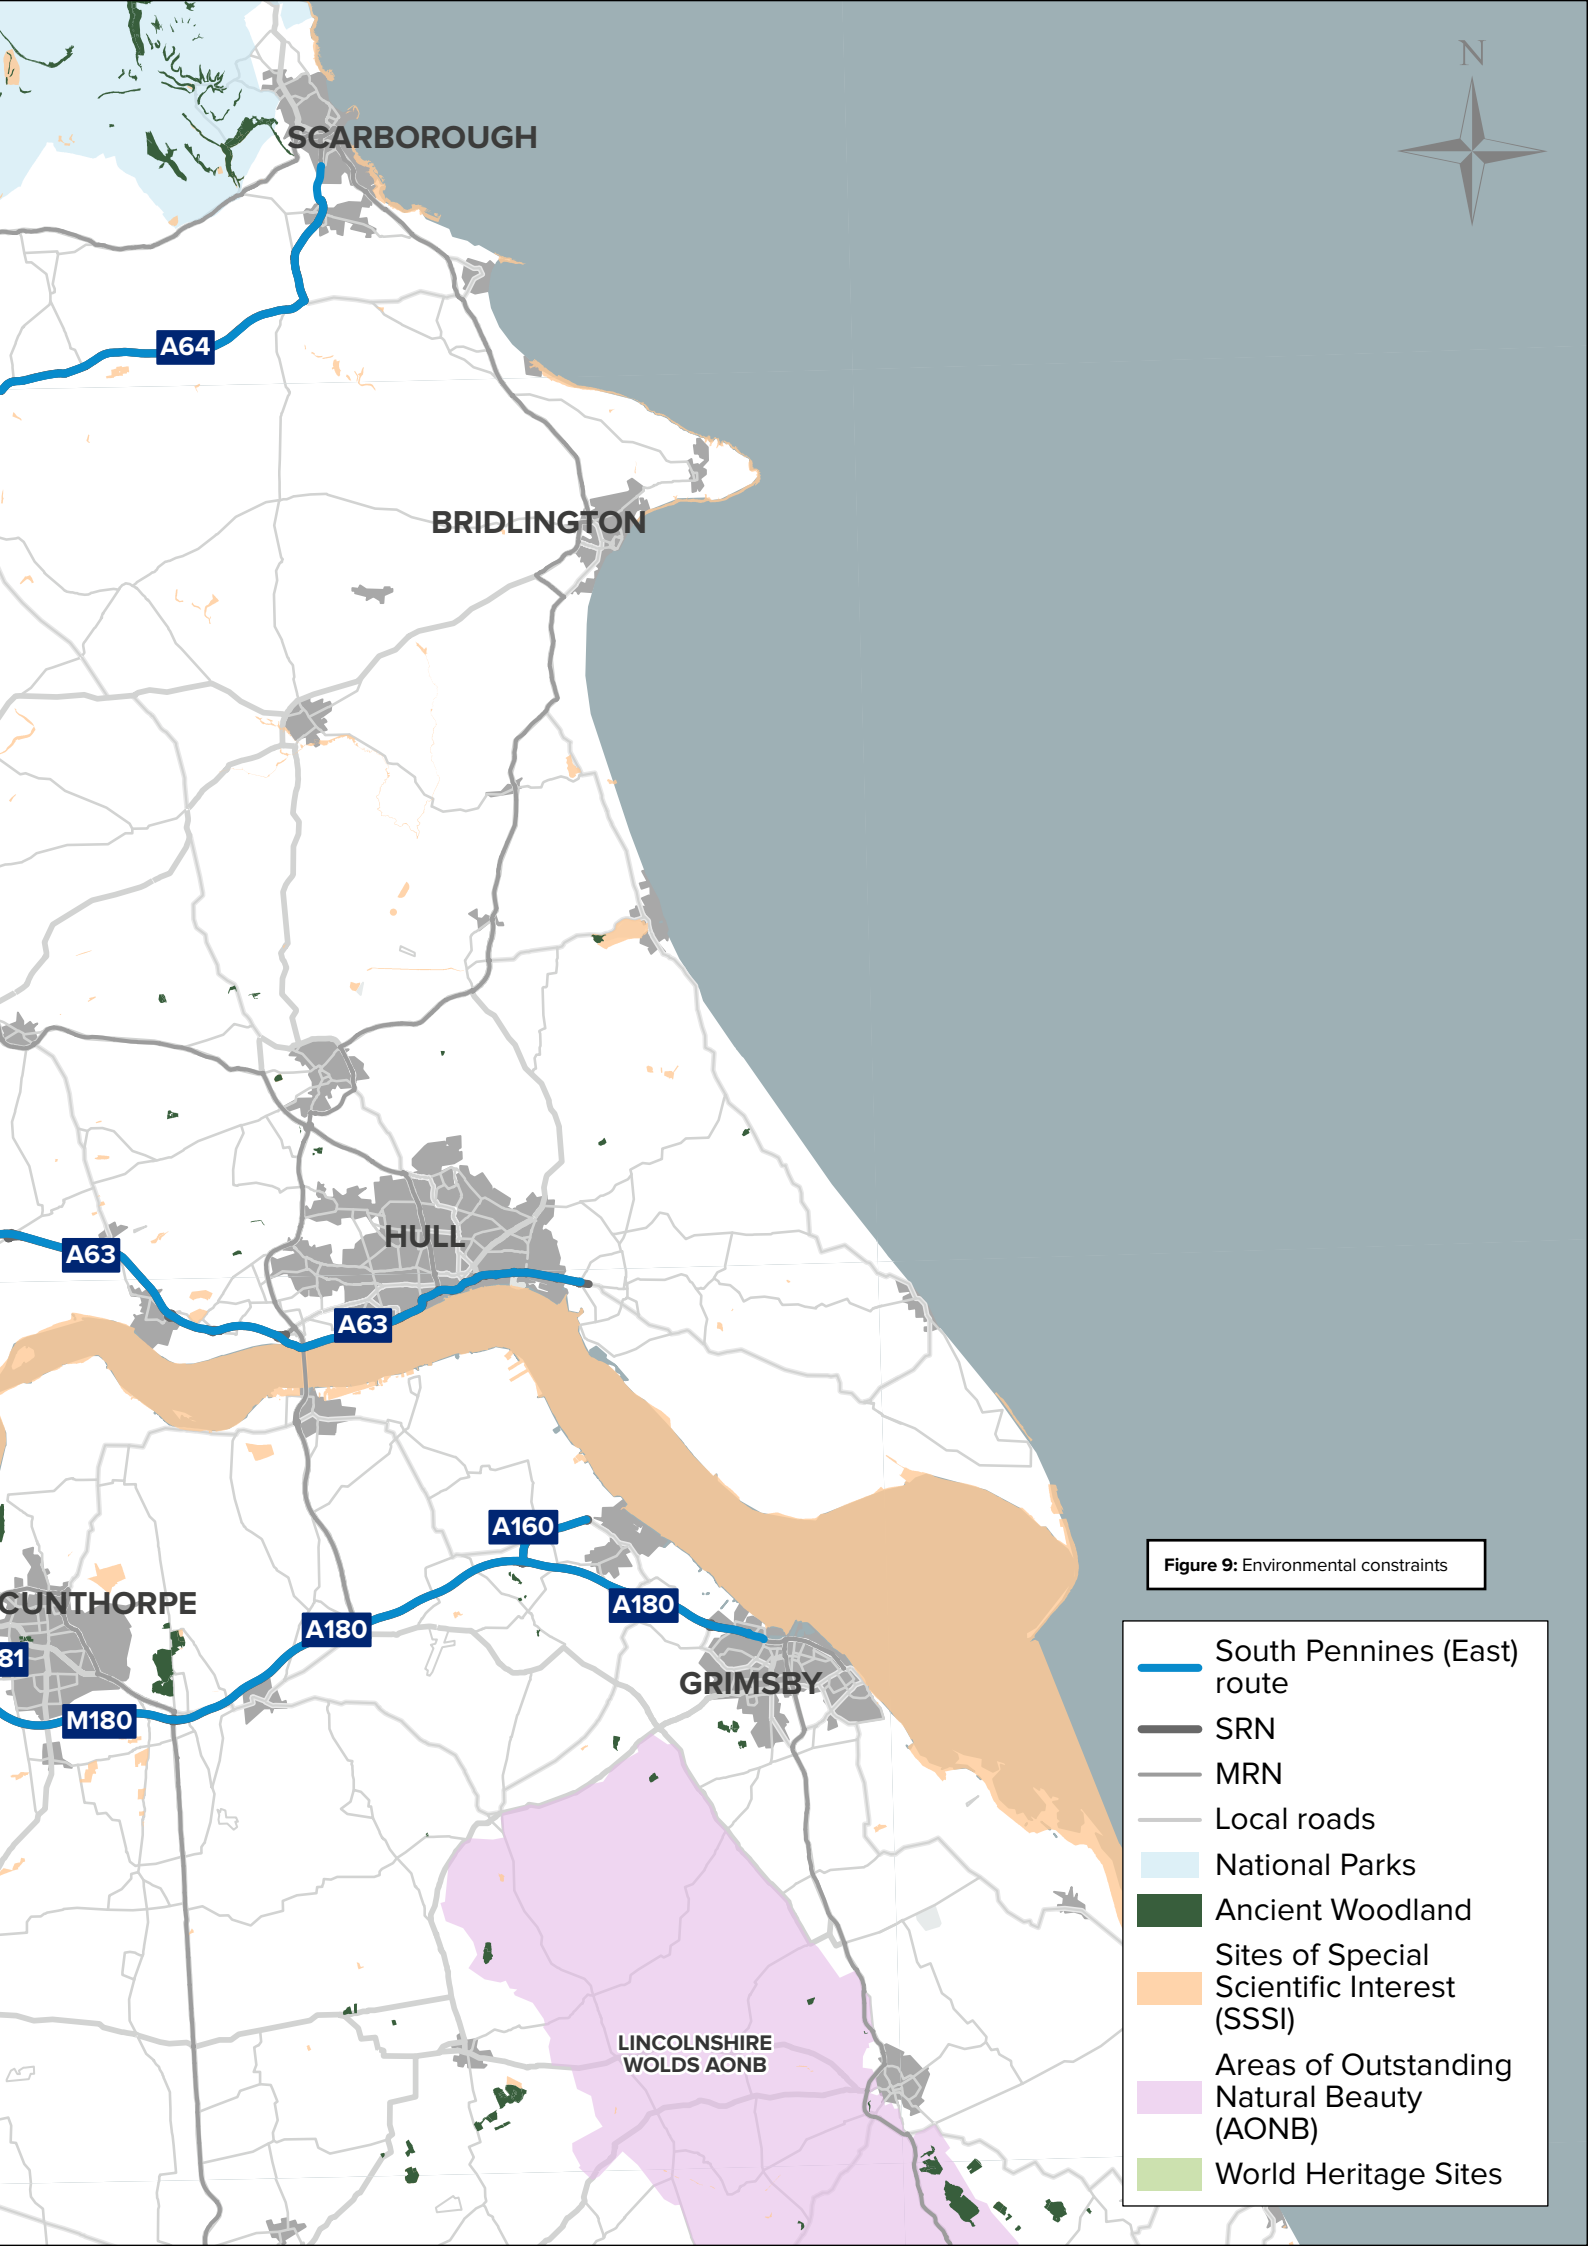 N
SCARBOROUGH
A64
BRIDLINGTON
HULL
A63
A63
A160
A180
A180
CUNTHORPE
81
M180
GRIMSBY
LINCOLNSHIRE
WOLDS AONB
Figure 9: Environmental constraints
South Pennines (East)
route
SRN
MRN
Local roads
National Parks
Ancient Woodland
Sites of Special
Scientific Interest
(SSSI)
Areas of Outstanding
Natural Beauty
(AONB)
World Heritage Sites